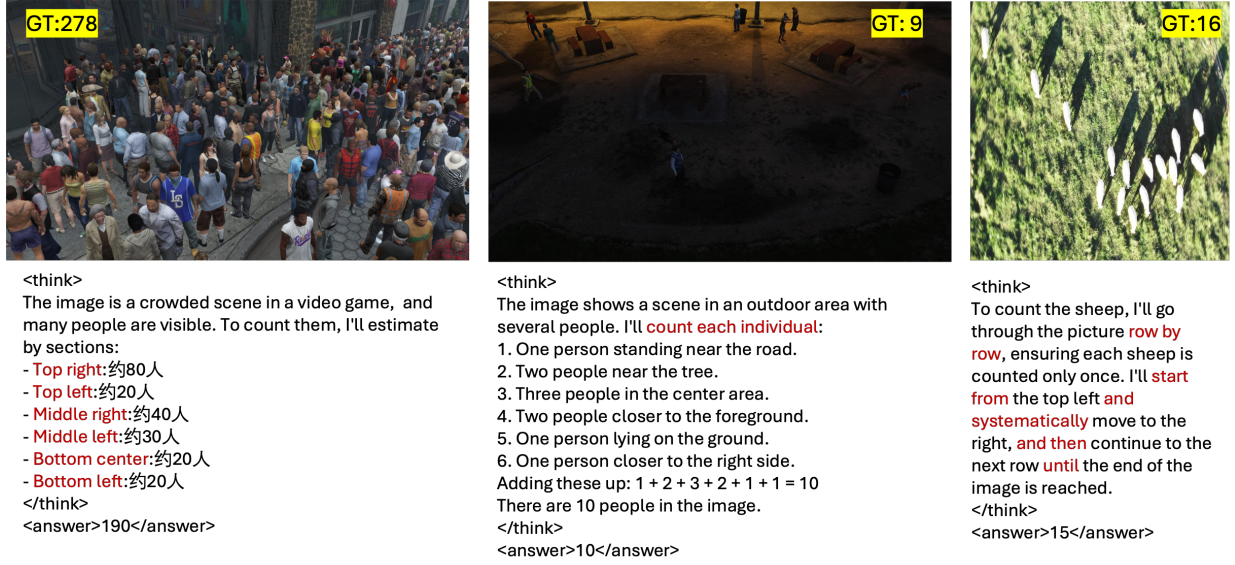 GT:278
<think>
The image is a crowded scene in a video game, and
many people are visible. To count them, I'll estimate
by sections:
- Top right:约80人
- Top left:约20人
- Middle right:约40人
- Middle left:约30人
- Bottom center:约20人
- Bottom left:约20人
</think>
<answer>190</answer>
GT: 9
<think>
The image shows a scene in an outdoor area with
several people. I'll count each individual:
1. One person standing near the road.
2. Two people near the tree.
3. Three people in the center area.
4. Two people closer to the foreground.
5. One person lying on the ground.
6. One person closer to the right side.
Adding these up: 1 + 2 + 3 + 2 + 1 + 1 = 10
There are 10 people in the image.
</think>
<answer>10</answer>
GT:16
<think>
To count the sheep, I'll go
through the picture row by
row, ensuring each sheep is
counted only once. I'll start
from the top left and
systematically move to the
right, and then continue to the
next row until the end of the
image is reached.
</think>
<answer>15</answer>